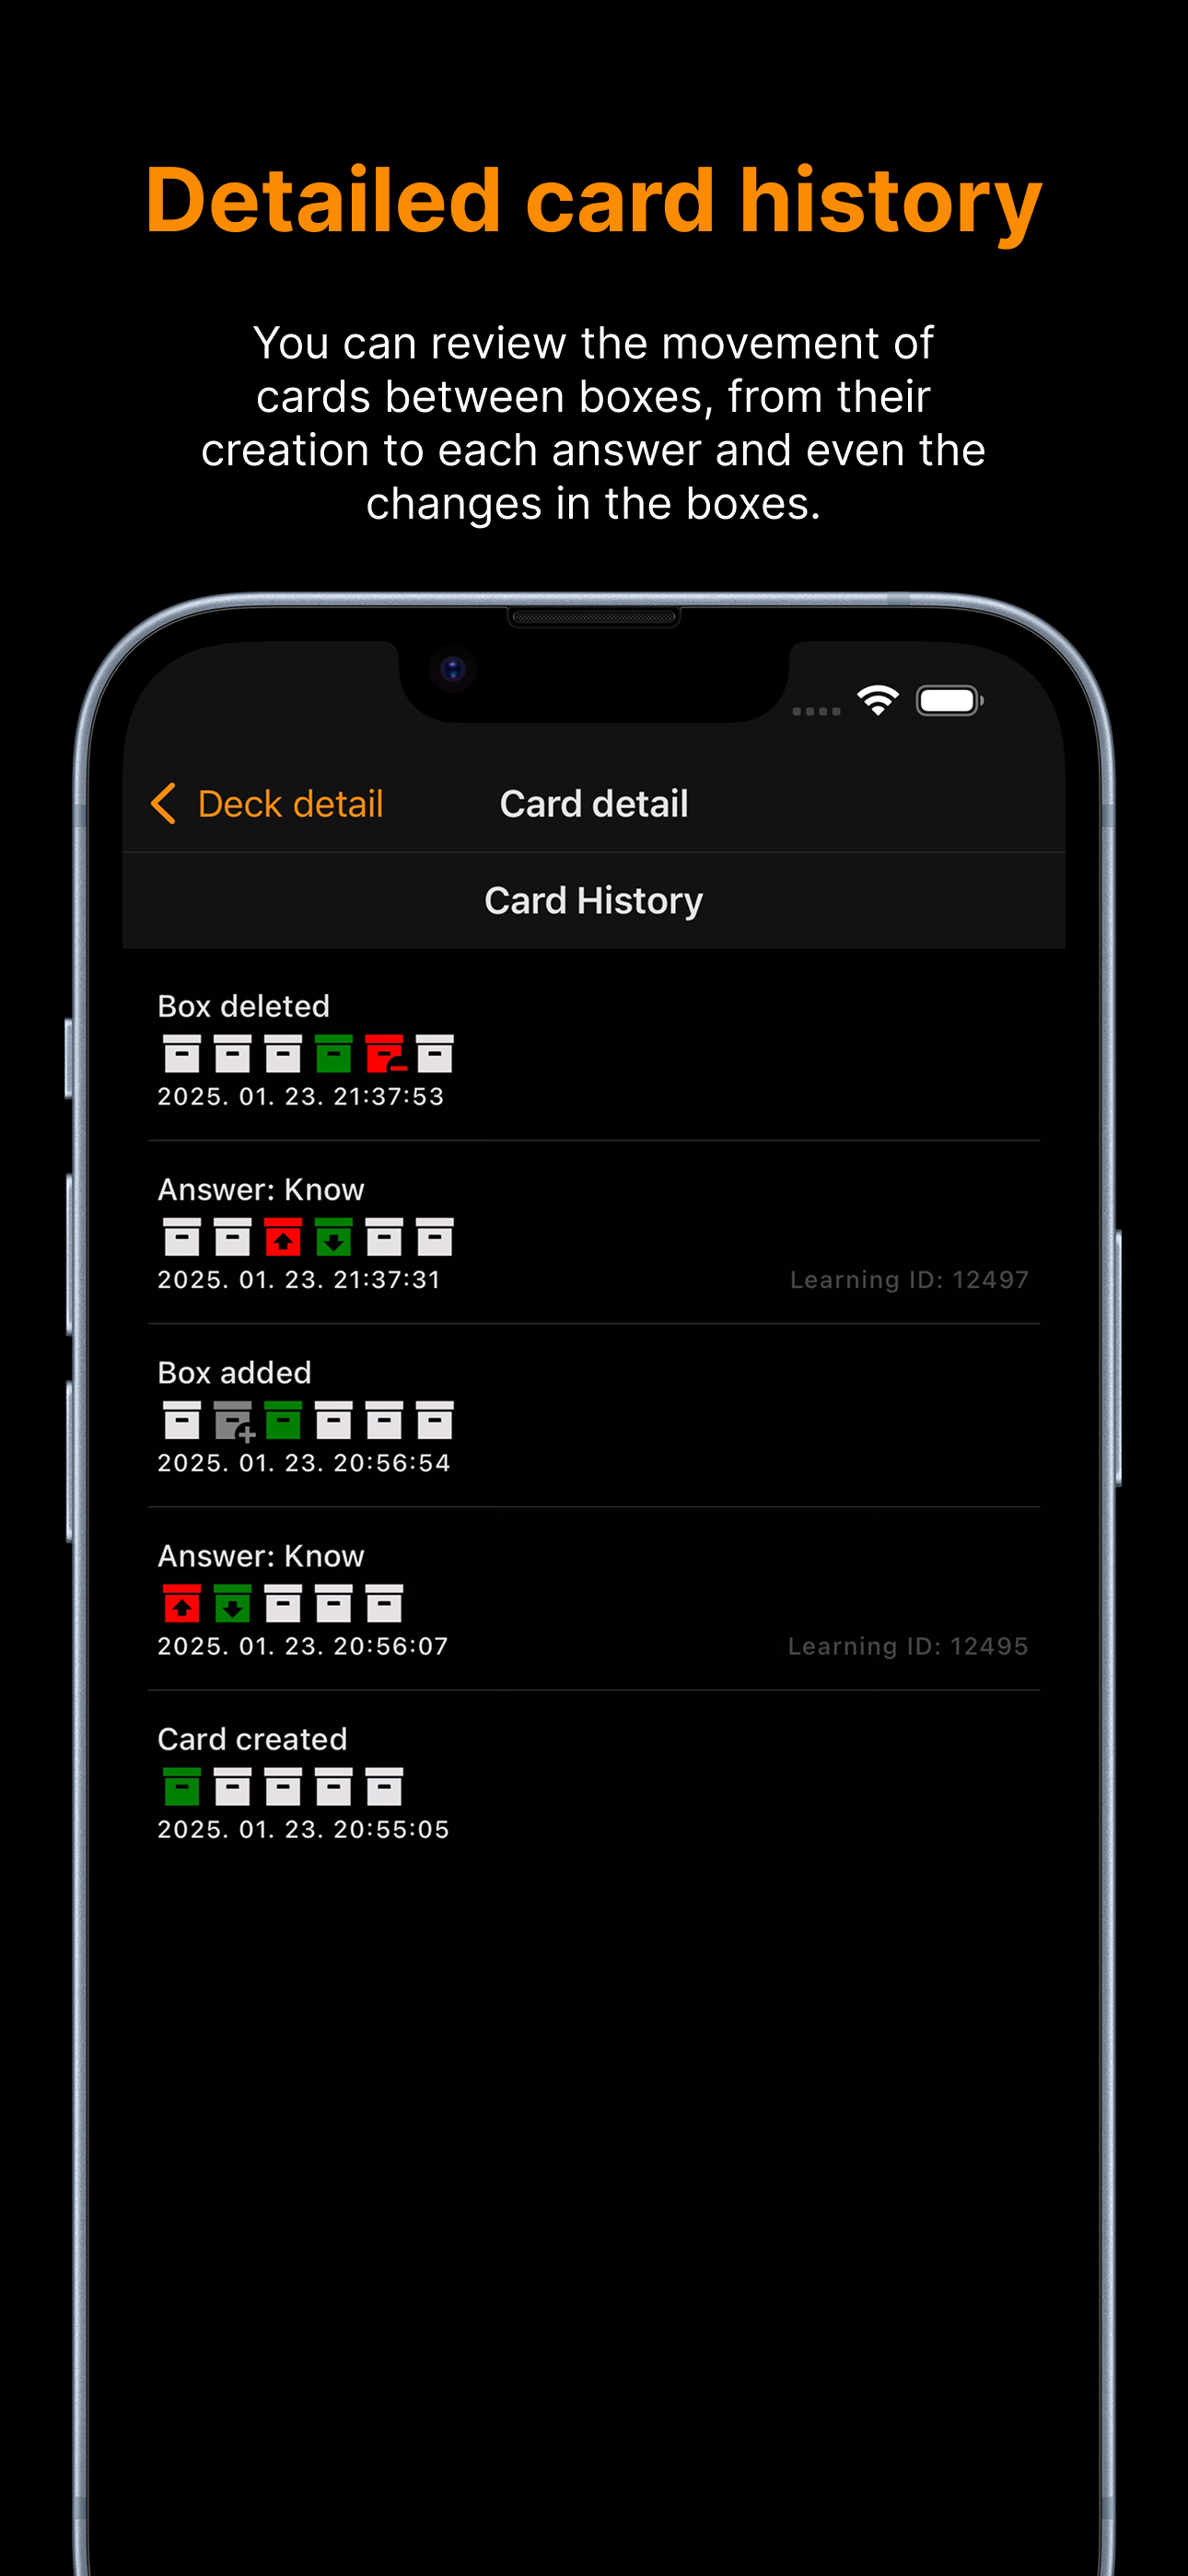 Detailed card history
You can review the movement of
cards between boxes, from their
creation to each answer and even the
changes in the boxes.
Deck detail
Card detail
Card History
Box deleted
2025. 01. 23. 21:37:53
Answer: Know
2025. 01. 23. 21:37:31
Learning ID: 12497
Box added
2025. 01. 23. 20:56:54
Answer: Know
2025. 01. 23. 20:56:07
Learning ID: 12495
Card created
2025. 01. 23. 20:55:05